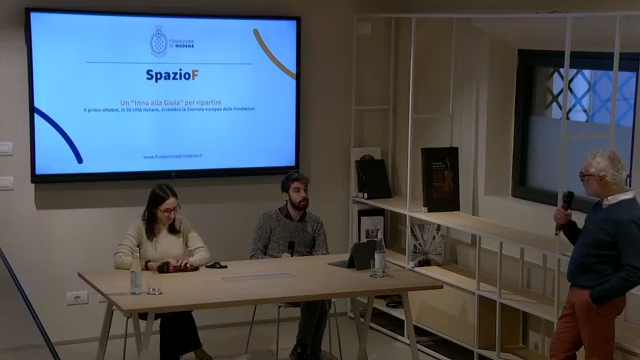 FONDAZIONE
DI MODENA
SpazioF
Un "Inno alla Gioia" per ripartire
Il primo ottobre, in 50 città italiane, si celebra la Giornata europea delle Fondazioni
www.fondazionedimodena.it